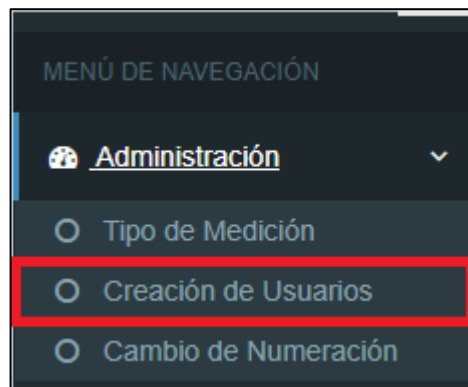 MENÚ DE NAVEGACIÓN
Administración
Tipo de Medición
Creación de Usuarios
Cambio de Numeración